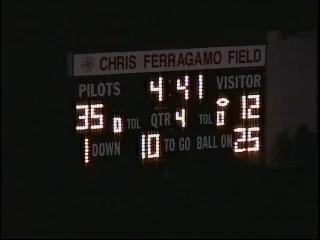 CHRIS FERRAGAMO FIELD
PILOTS 4:41 VISITOR
35 0 TOL QTR 4 TOL 0 12
1 DOWN 10 TO GO BALL ON 25